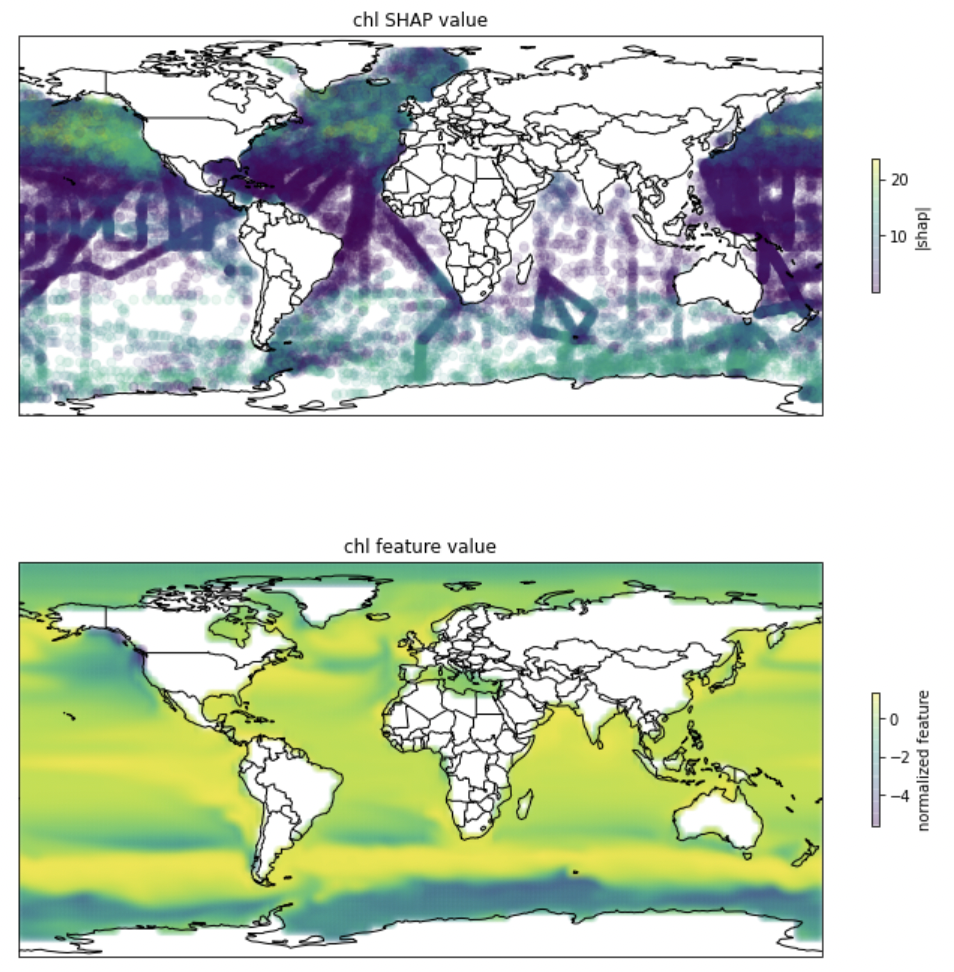 chl SHAP value
20
10
|shap|
chl feature value
0
−2
−4
normalized feature